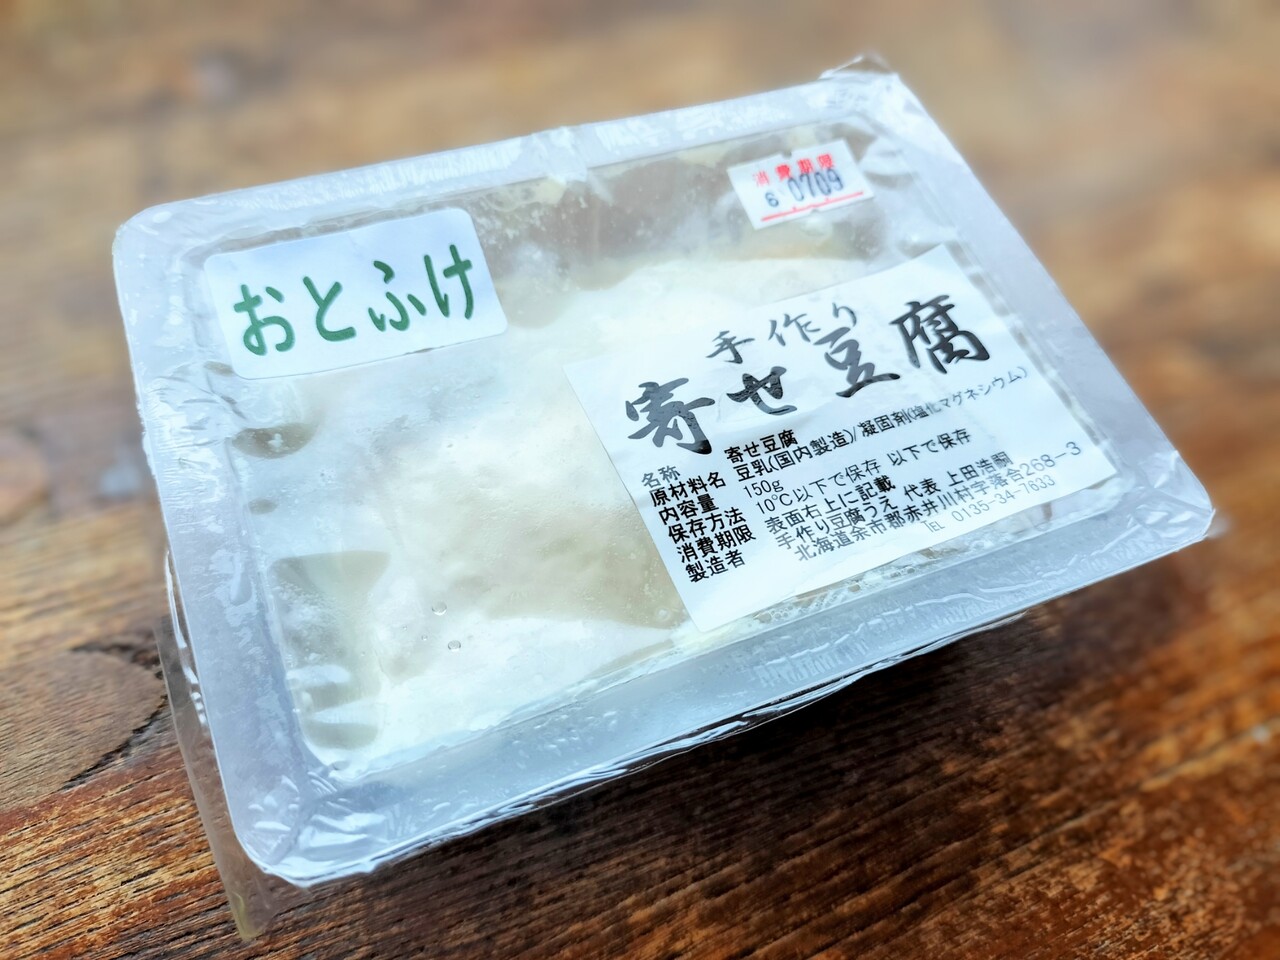 おとふけ
消費期限
6 0709
手作り
寄せ豆腐
名称 寄せ豆腐
原材料名 豆乳(国内製造)/凝固剤(塩化マグネシウム)
内容量 150g
保存方法 10℃以下で保存 以下で保存
消費期限 表面右上に記載
製造者 手作り豆腐うえ 代表 上田浩嗣
北海道余市郡赤井川村字落合268-3
TEL 0135-34-7633